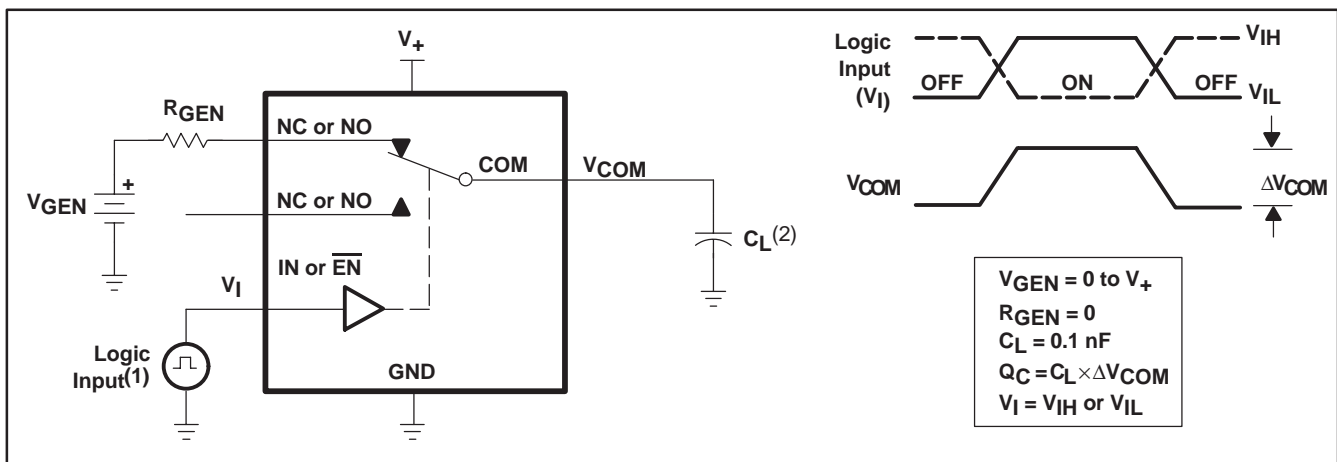 V+
RGEN
NC or NO
COM
VCOM
+
VGEN
NC or NO
CL(2)
IN or EN
VI
Logic
Input(1)
GND
Logic
Input
(VI)
VIH
OFF
ON
OFF
VIL
VCOM
ΔVCOM
VGEN = 0 to V+
RGEN = 0
CL = 0.1 nF
QC = CL × ΔVCOM
VI = VIH or VIL